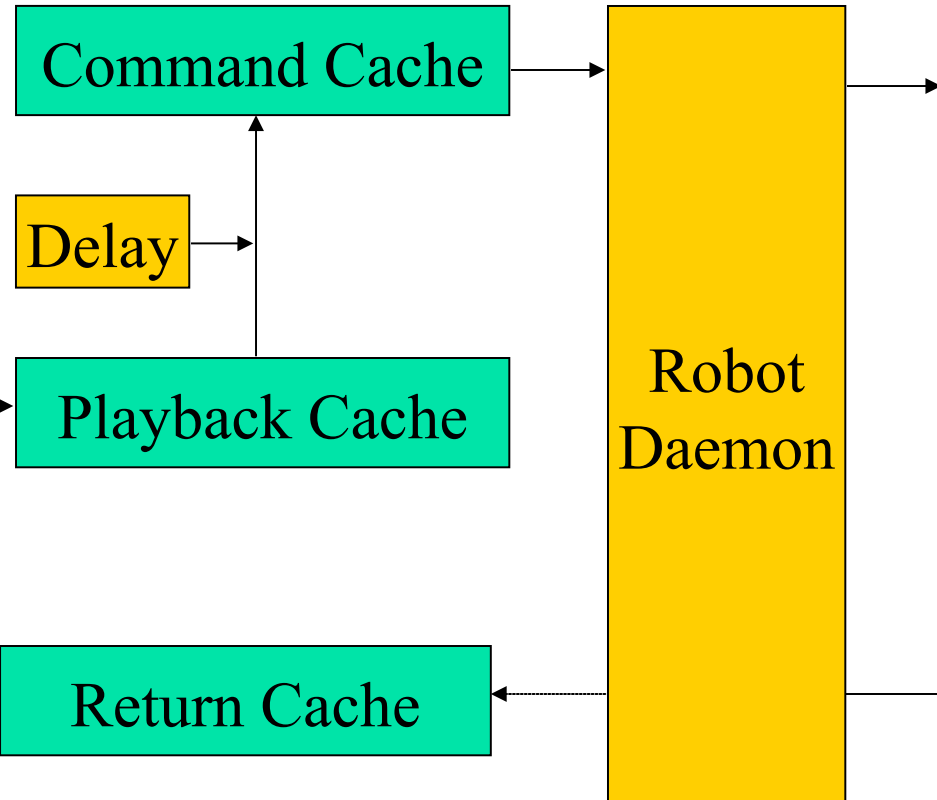 Command Cache
Delay
Playback Cache
Robot
Daemon
Return Cache